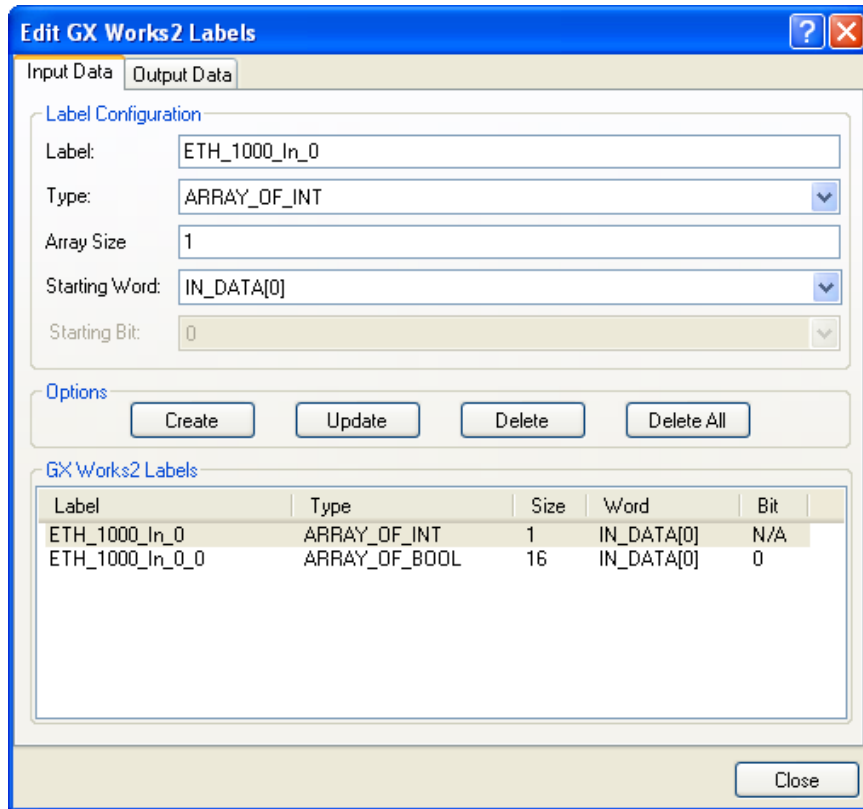 Edit GX Works2 Labels
Input Data Output Data
Label Configuration
Label: ETH_1000_In_0
Type: ARRAY_OF_INT
Array Size 1
Starting Word: IN_DATA[0]
Starting Bit: 0
Options
Create Update Delete Delete All
GX Works2 Labels
Label Type Size Word Bit
ETH_1000_In_0 ARRAY_OF_INT 1 IN_DATA[0] N/A
ETH_1000_In_0_0 ARRAY_OF_BOOL 16 IN_DATA[0] 0
Close